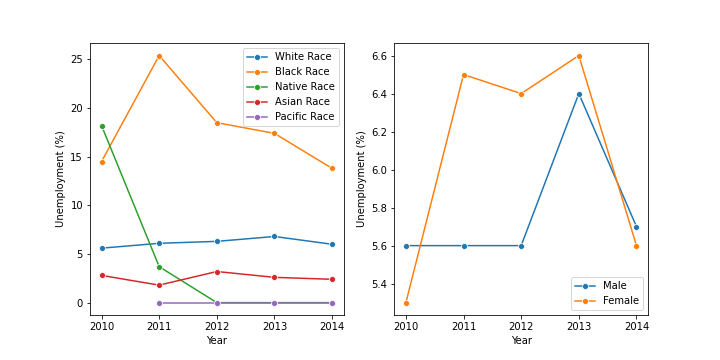 25
20
15
10
5
0
Unemployment (%)
2010 2011 2012 2013 2014
Year
White Race
Black Race
Native Race
Asian Race
Pacific Race
6.6
6.4
6.2
6.0
5.8
5.6
5.4
Unemployment (%)
2010 2011 2012 2013 2014
Year
Male
Female